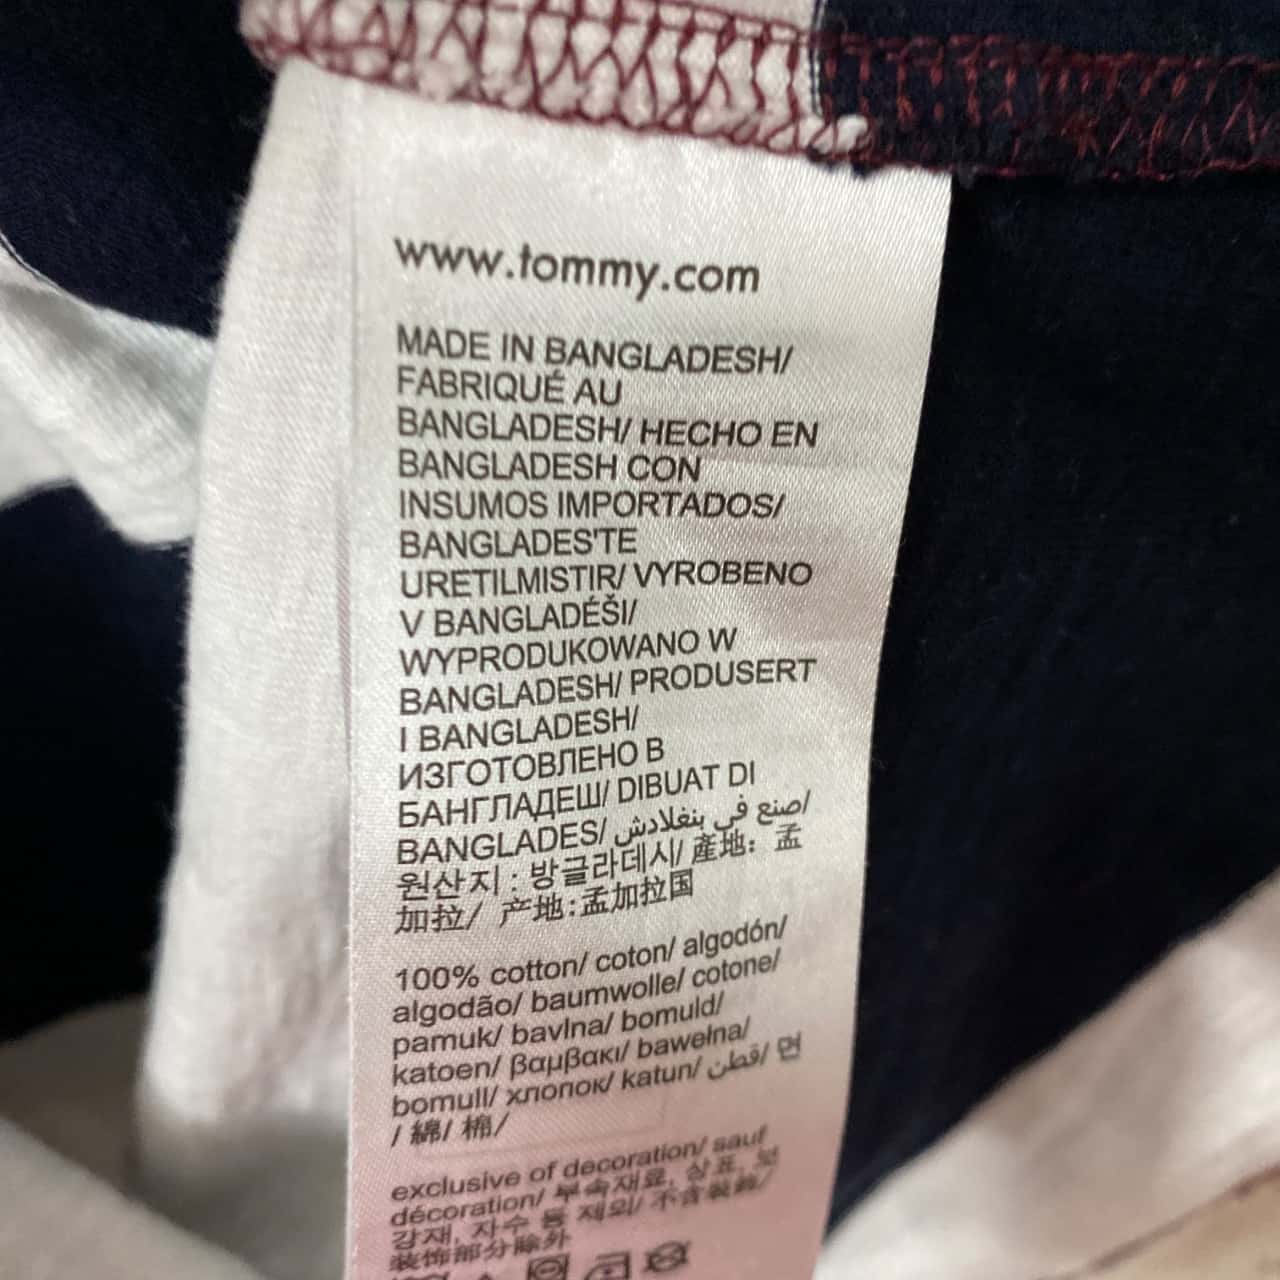 www.tommy.com
MADE IN BANGLADESH/
FABRIQUÉ AU
BANGLADESH/ HECHO EN
BANGLADESH CON
INSUMOS IMPORTADOS/
BANGLADES'TE
URETILMISTIR/ VYROBENO
V BANGLADÉŠI/
WYPRODUKOWANO W
BANGLADESH/ PRODUSERT
I BANGLADESH/
ИЗГОТОВЛЕНО В
БАНГЛАДЕШ/ DIBUAT DI
BANGLADES/ صنع في بنغلادش/
원산지 : 방글라데시/ 產地: 孟
加拉/ 产地:孟加拉国
100% cotton/ coton/ algodón/
algodão/ baumwolle/ cotone/
pamuk/ bavlna/ bomuld/
katoen/ βαμβακι/ bawełna/
bomull/ хлопок/ katun/ قطن/ 면
/ 綿/ 棉/
exclusive of decoration/ sauf
décoration/ 부속재료, 상표, 보
강재, 자수 등 제외/ 不含裝飾/
装饰部分除外